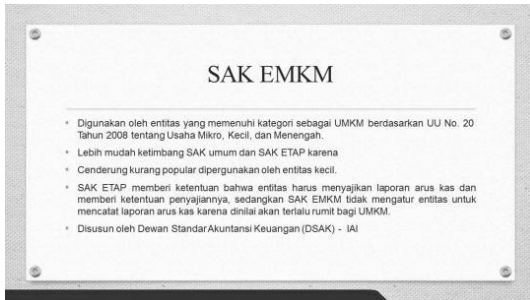 SAK EMKM
• Digunakan oleh entitas yang memenuhi kategori sebagai UMKM berdasarkan UU No. 20
Tahun 2008 tentang Usaha Mikro, Kecil, dan Menengah.
• Lebih mudah ketimbang SAK umum dan SAK ETAP karena
• Cenderung kurang popular dipergunakan oleh entitas kecil.
• SAK ETAP memberi ketentuan bahwa entitas harus menyajikan laporan arus kas dan
memberi ketentuan penyajiannya, sedangkan SAK EMKM tidak mengatur entitas untuk
mencatat laporan arus kas karena dinilai akan terlalu rumit bagi UMKM.
• Disusun oleh Dewan Standar Akuntansi Keuangan (DSAK) - IAI